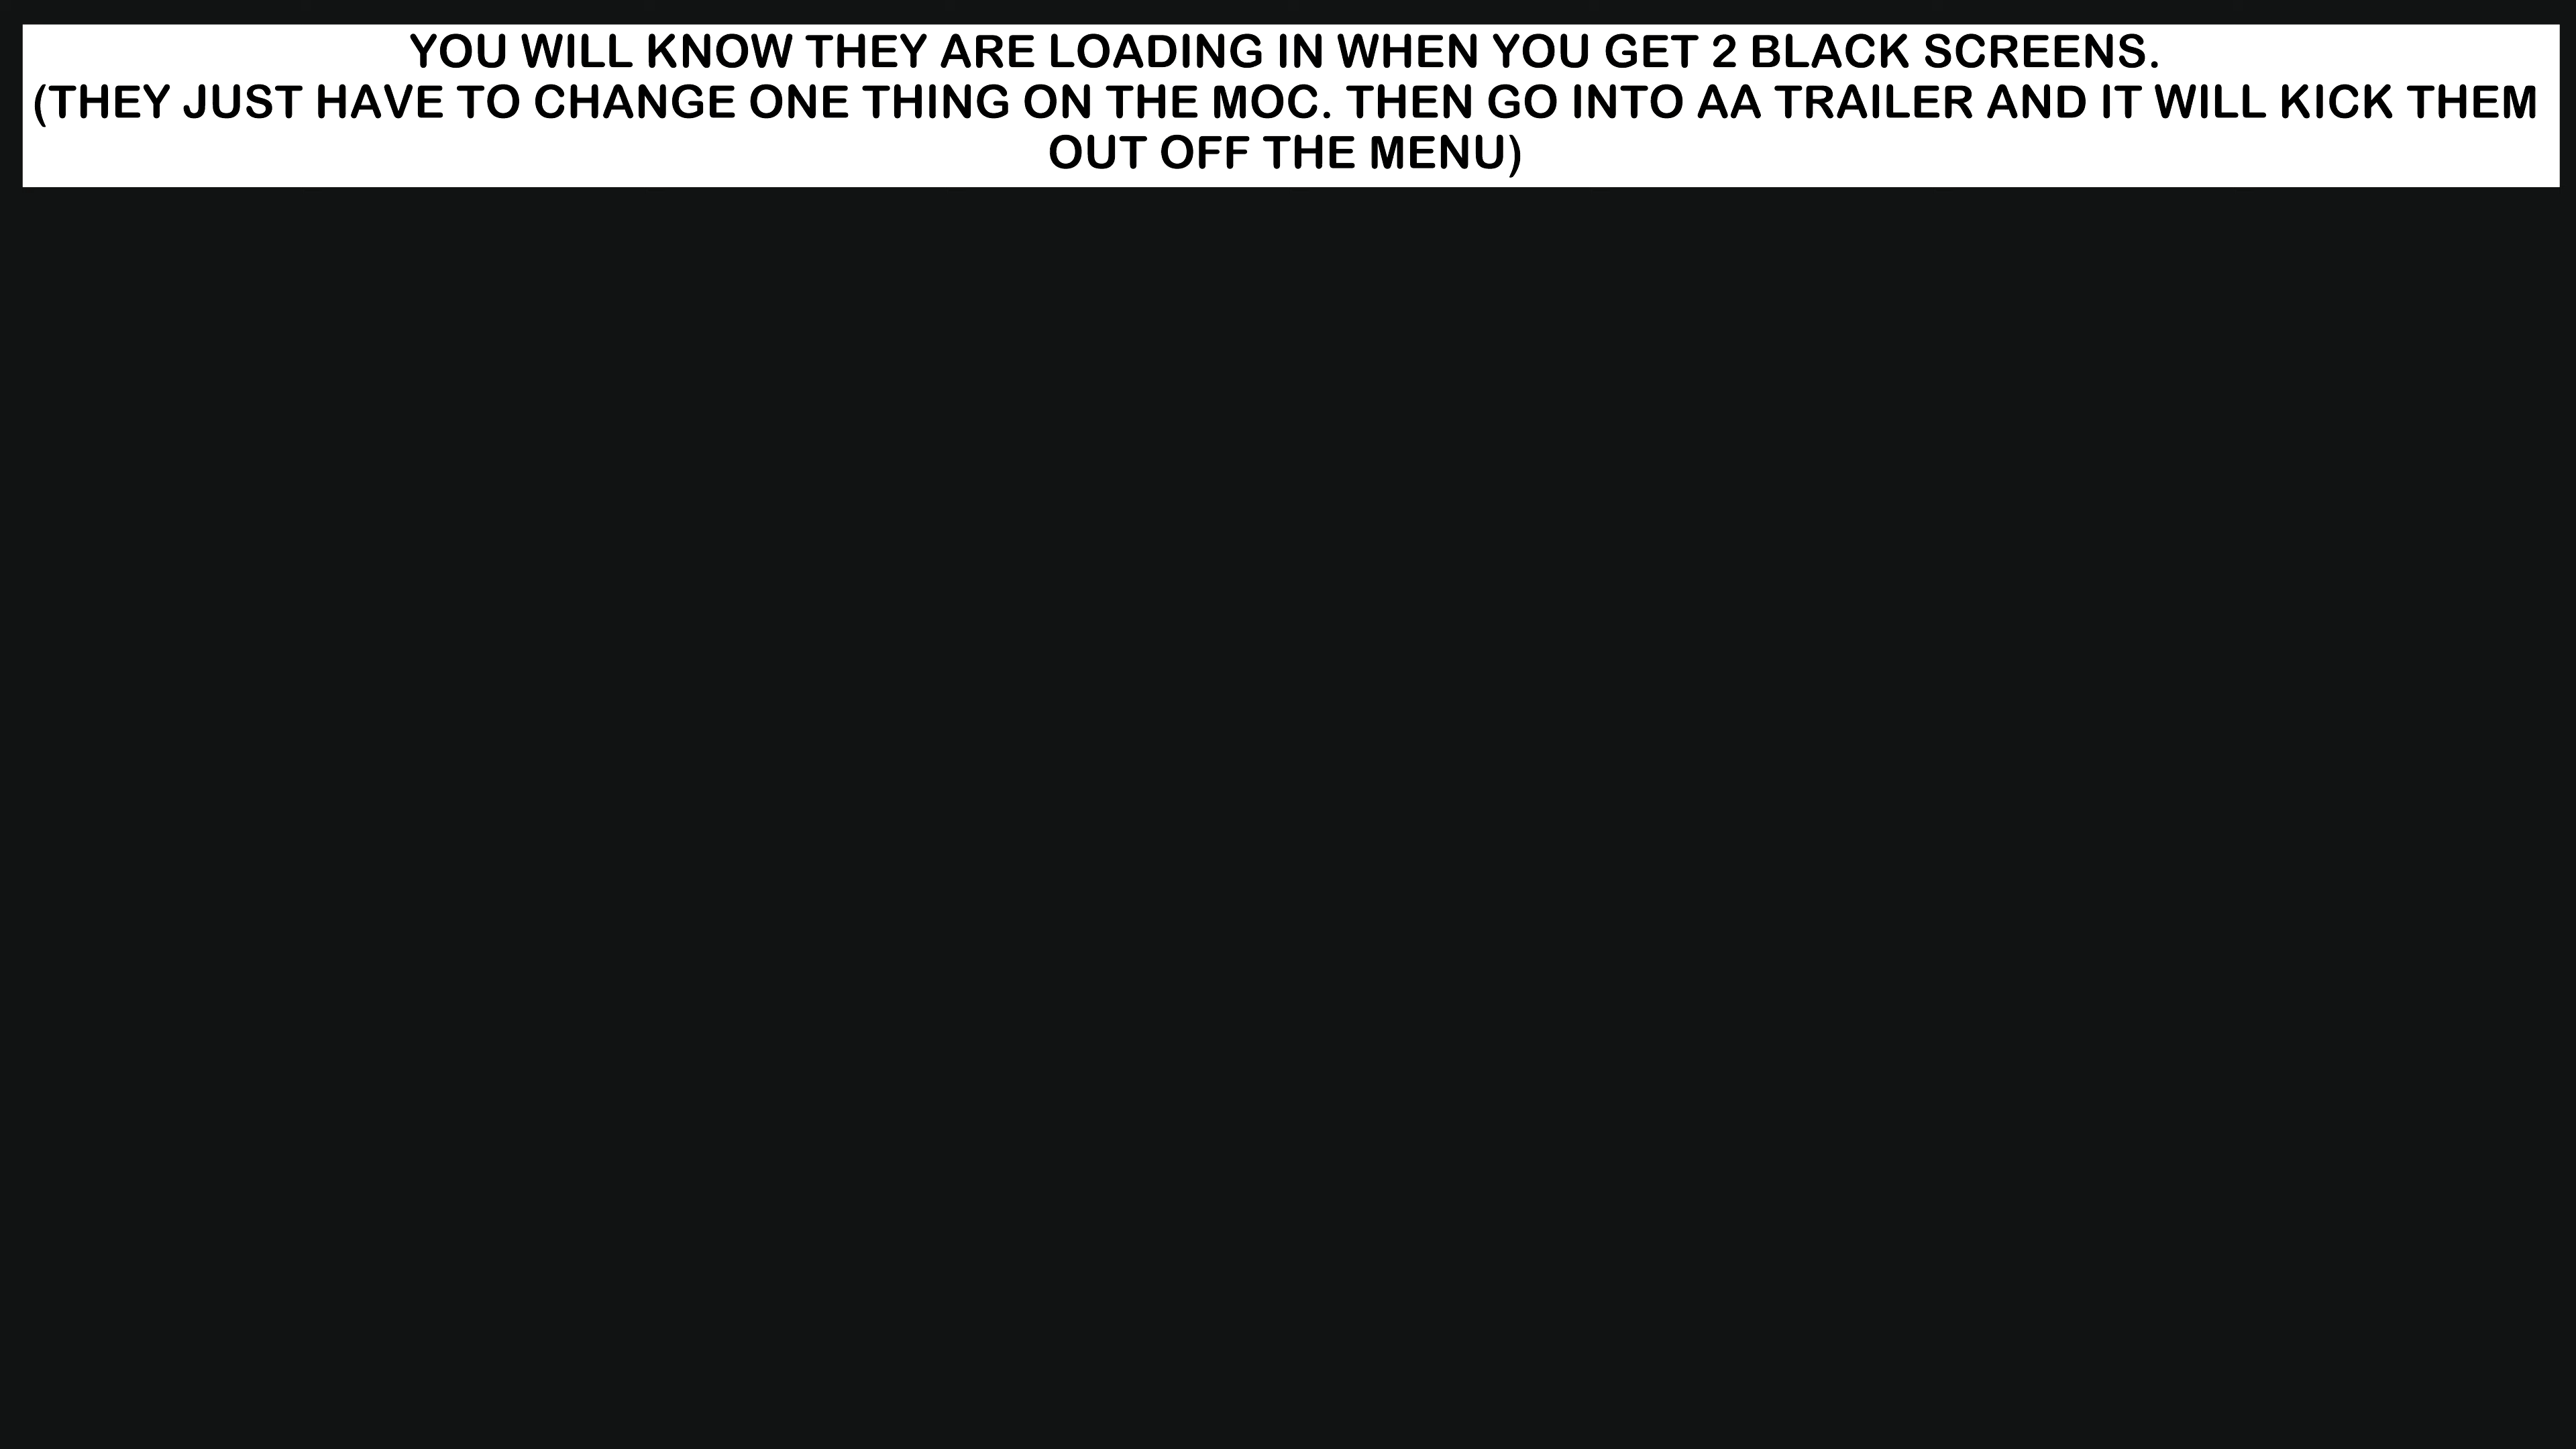 YOU WILL KNOW THEY ARE LOADING IN WHEN YOU GET 2 BLACK SCREENS.
(THEY JUST HAVE TO CHANGE ONE THING ON THE MOC. THEN GO INTO AA TRAILER AND IT WILL KICK THEM
OUT OFF THE MENU)